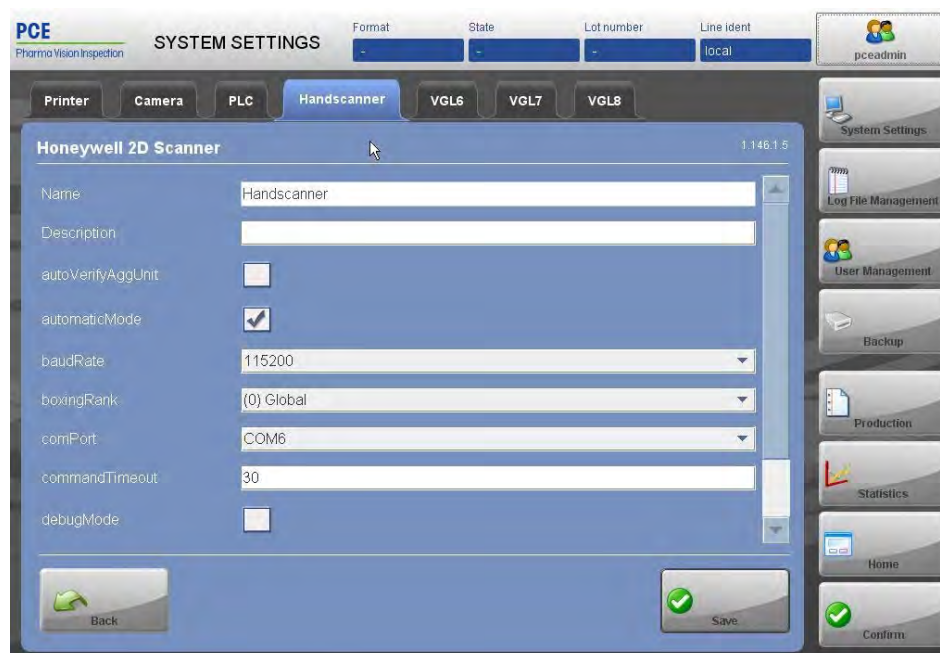 PCE
Pharma Vision Inspection
SYSTEM SETTINGS
Format
-
State
-
Lot number
-
Line ident
local
pceadmin
Printer
Camera
PLC
Handscanner
VGL6
VGL7
VGL8
Honeywell 2D Scanner
1.146.1.5
Name
Handscanner
Description
autoVerifyAggUnit
automaticMode
baudRate
115200
boxingRank
(0) Global
comPort
COM6
commandTimeout
30
debugMode
Back
Save
System Settings
Log File Management
User Management
Backup
Production
Statistics
Home
Confirm